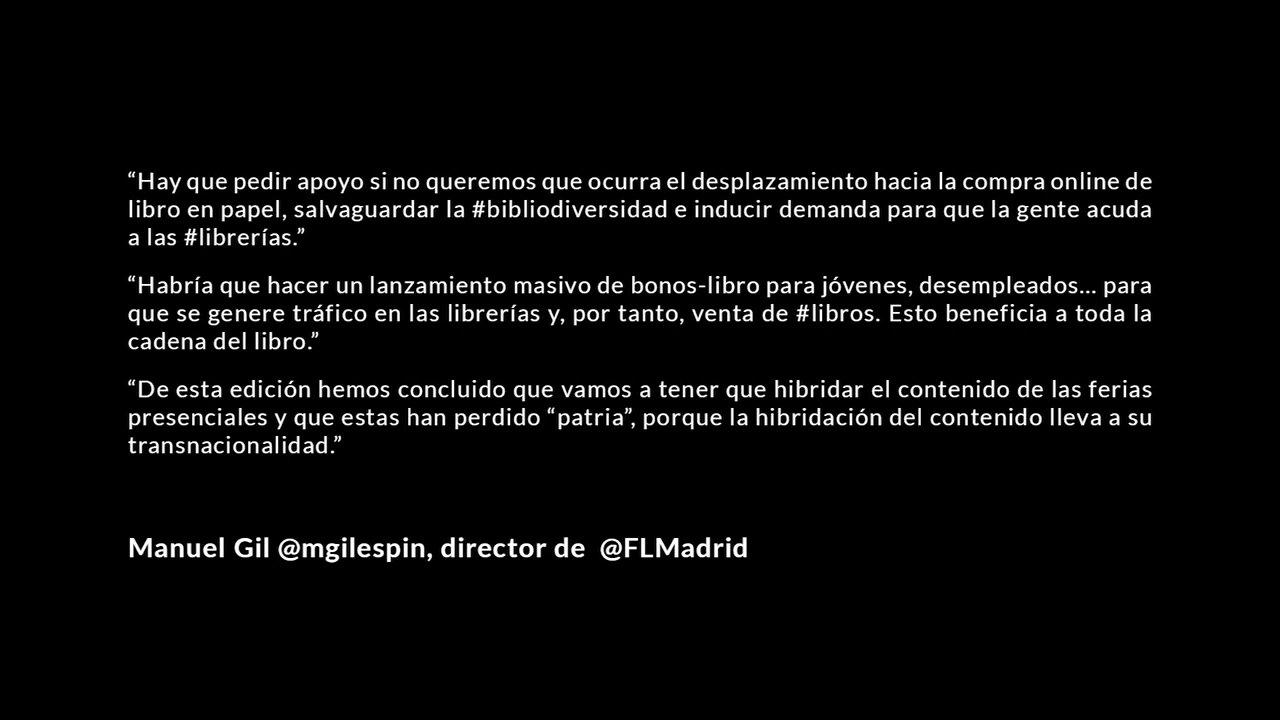 “Hay que pedir apoyo si no queremos que ocurra el desplazamiento hacia la compra online de
libro en papel, salvaguardar la #bibliodiversidad e inducir demanda para que la gente acuda
a las #librerías.”
“Habría que hacer un lanzamiento masivo de bonos-libro para jóvenes, desempleados... para
que se genere tráfico en las librerías y, por tanto, venta de #libros. Esto beneficia a toda la
cadena del libro.”
“De esta edición hemos concluido que vamos a tener que hibridar el contenido de las ferias
presenciales y que estas han perdido “patria”, porque la hibridación del contenido lleva a su
transnacionalidad.”
Manuel Gil @mgilespin, director de  @FLMadrid